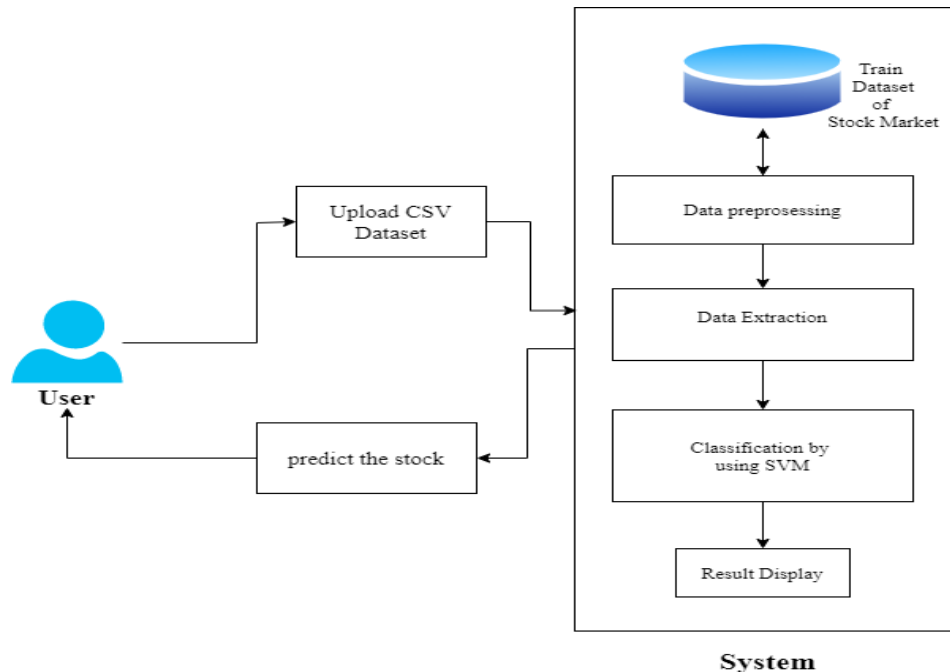 Train
Dataset
of
Stock Market
Upload CSV
Dataset
Data preprosessing
Data Extraction
User
predict the stock
Classification by
using SVM
Result Display
System